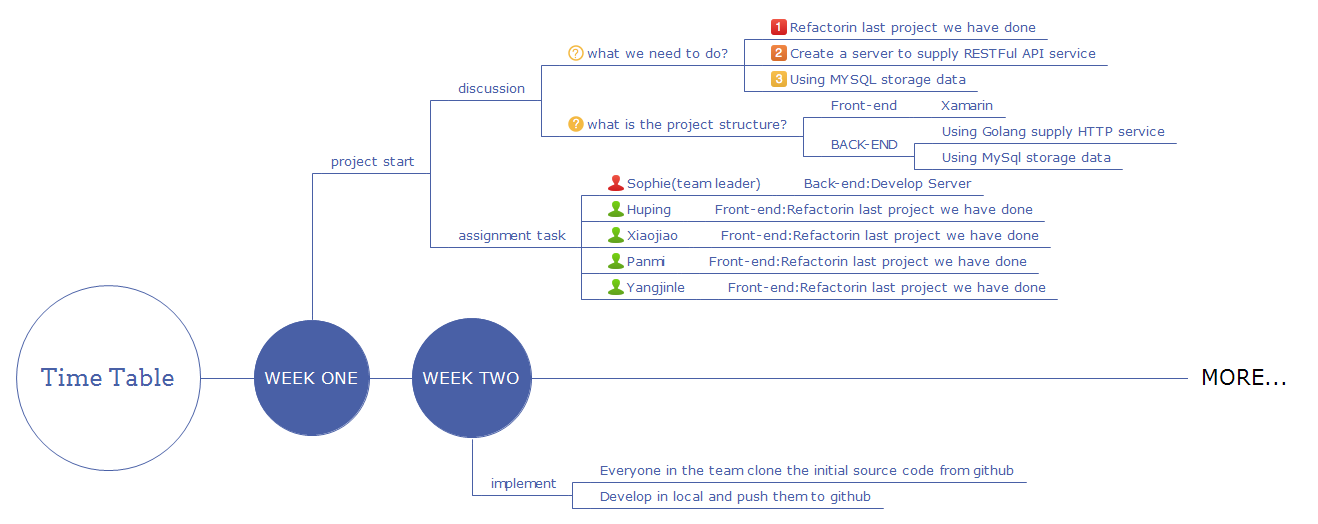 1 Refactorin last project we have done
what we need to do?
2 Create a server to supply RESTFul API service
3 Using MYSQL storage data
discussion
Front-end Xamarin
what is the project structure?
Using Golang supply HTTP service
BACK-END
Using MySql storage data
project start
Sophie(team leader) Back-end:Develop Server
Huping Front-end:Refactorin last project we have done
assignment task
Xiaojiao Front-end:Refactorin last project we have done
Panmi Front-end:Refactorin last project we have done
Yangjinle Front-end:Refactorin last project we have done
Time Table
WEEK ONE
WEEK TWO
MORE...
implement
Everyone in the team clone the initial source code from github
Develop in local and push them to github